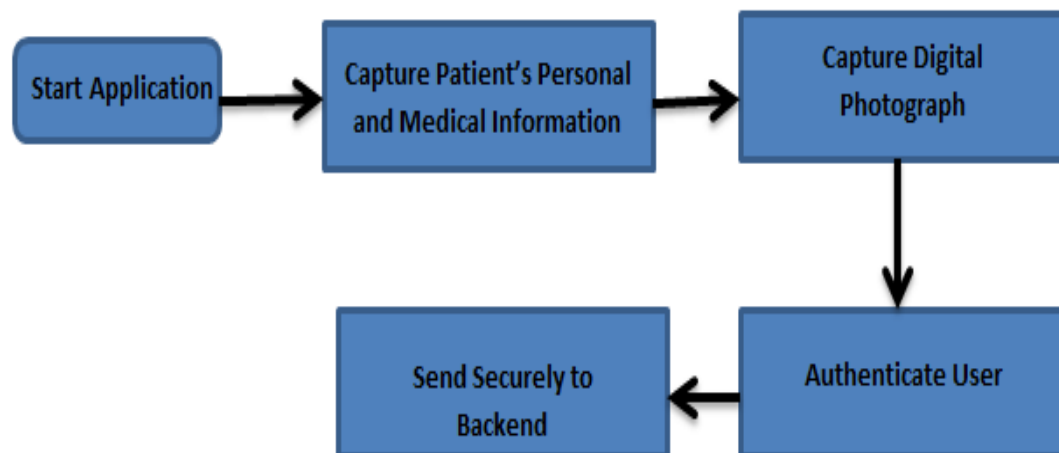 Start Application
Capture Patient's Personal
and Medical Information
Capture Digital
Photograph
Authenticate User
Send Securely to
Backend